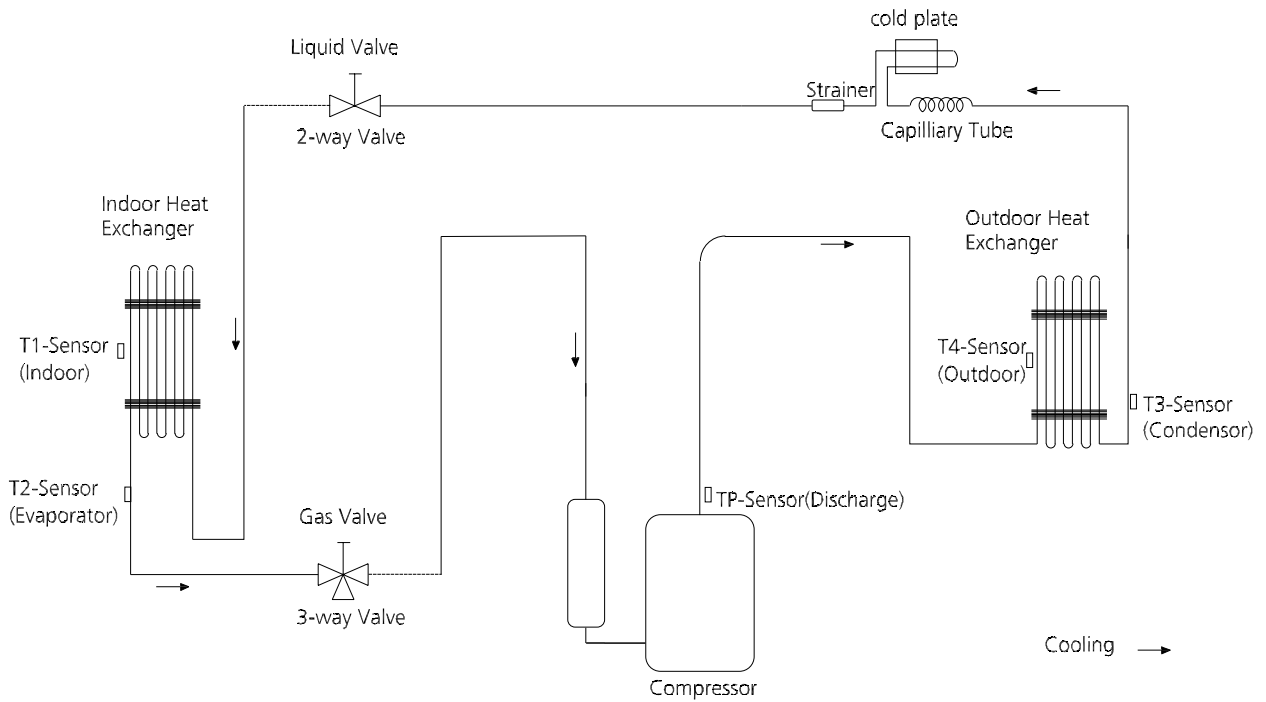 cold plate
Liquid Valve
Strainer
2-way Valve
Capilliary Tube
Indoor Heat
Exchanger
Outdoor Heat
Exchanger
T1-Sensor
(Indoor)
T4-Sensor
(Outdoor)
T3-Sensor
(Condensor)
T2-Sensor
(Evaporator)
TP-Sensor(Discharge)
Gas Valve
3-way Valve
Cooling
Compressor